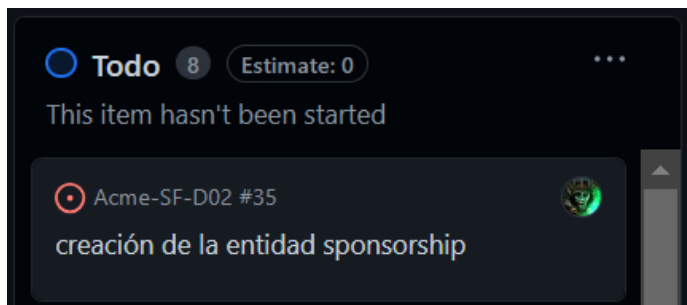 Todo 8 Estimate: 0
This item hasn't been started
Acme-SF-D02 #35
creación de la entidad sponsorship